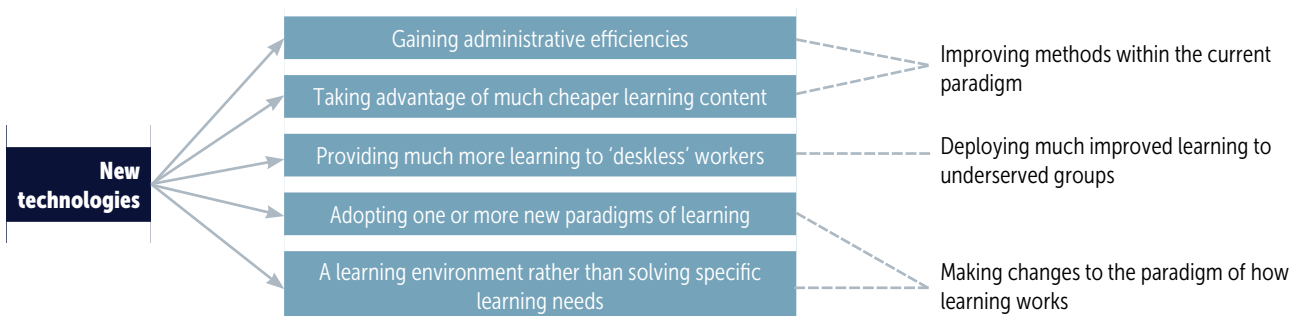 New
technologies
Gaining administrative efficiencies
Taking advantage of much cheaper learning content
Providing much more learning to ‘deskless’ workers
Adopting one or more new paradigms of learning
A learning environment rather than solving specific
learning needs
Improving methods within the current
paradigm
Deploying much improved learning to
underserved groups
Making changes to the paradigm of how
learning works